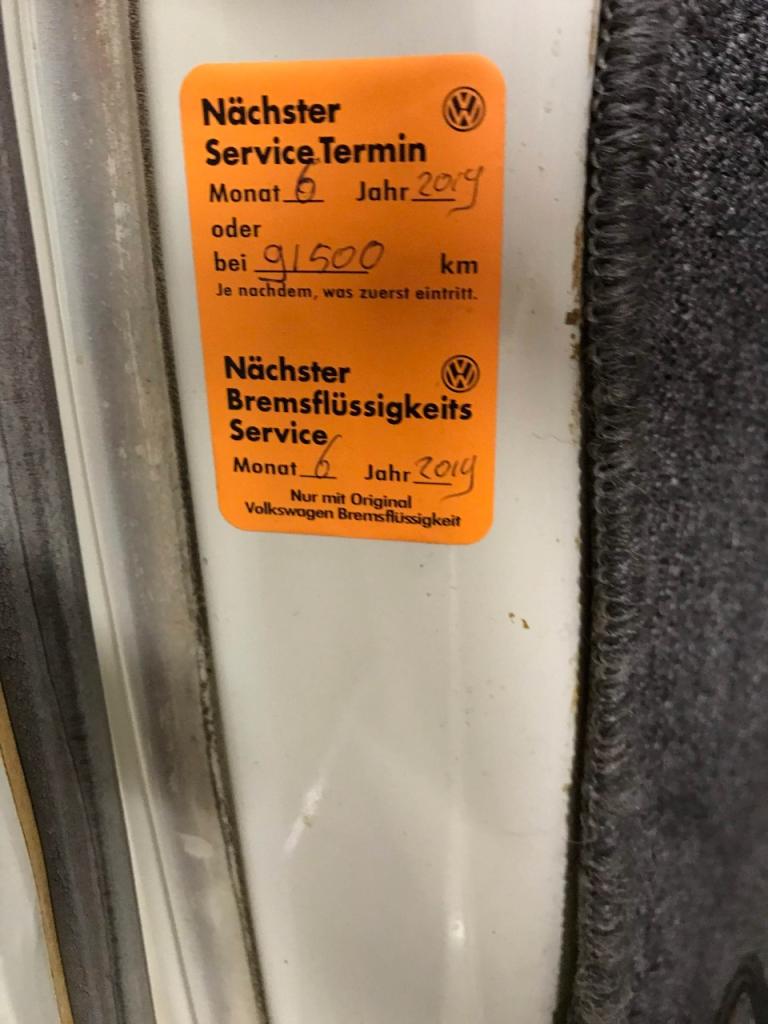 Nächster
Service Termin
Monat 6 Jahr 2019
oder
bei 91500 km
Je nachdem, was zuerst eintritt.
Nächster
Bremsflüssigkeits
Service
Monat 6 Jahr 2019
Nur mit Original
Volkswagen Bremsflüssigkeit